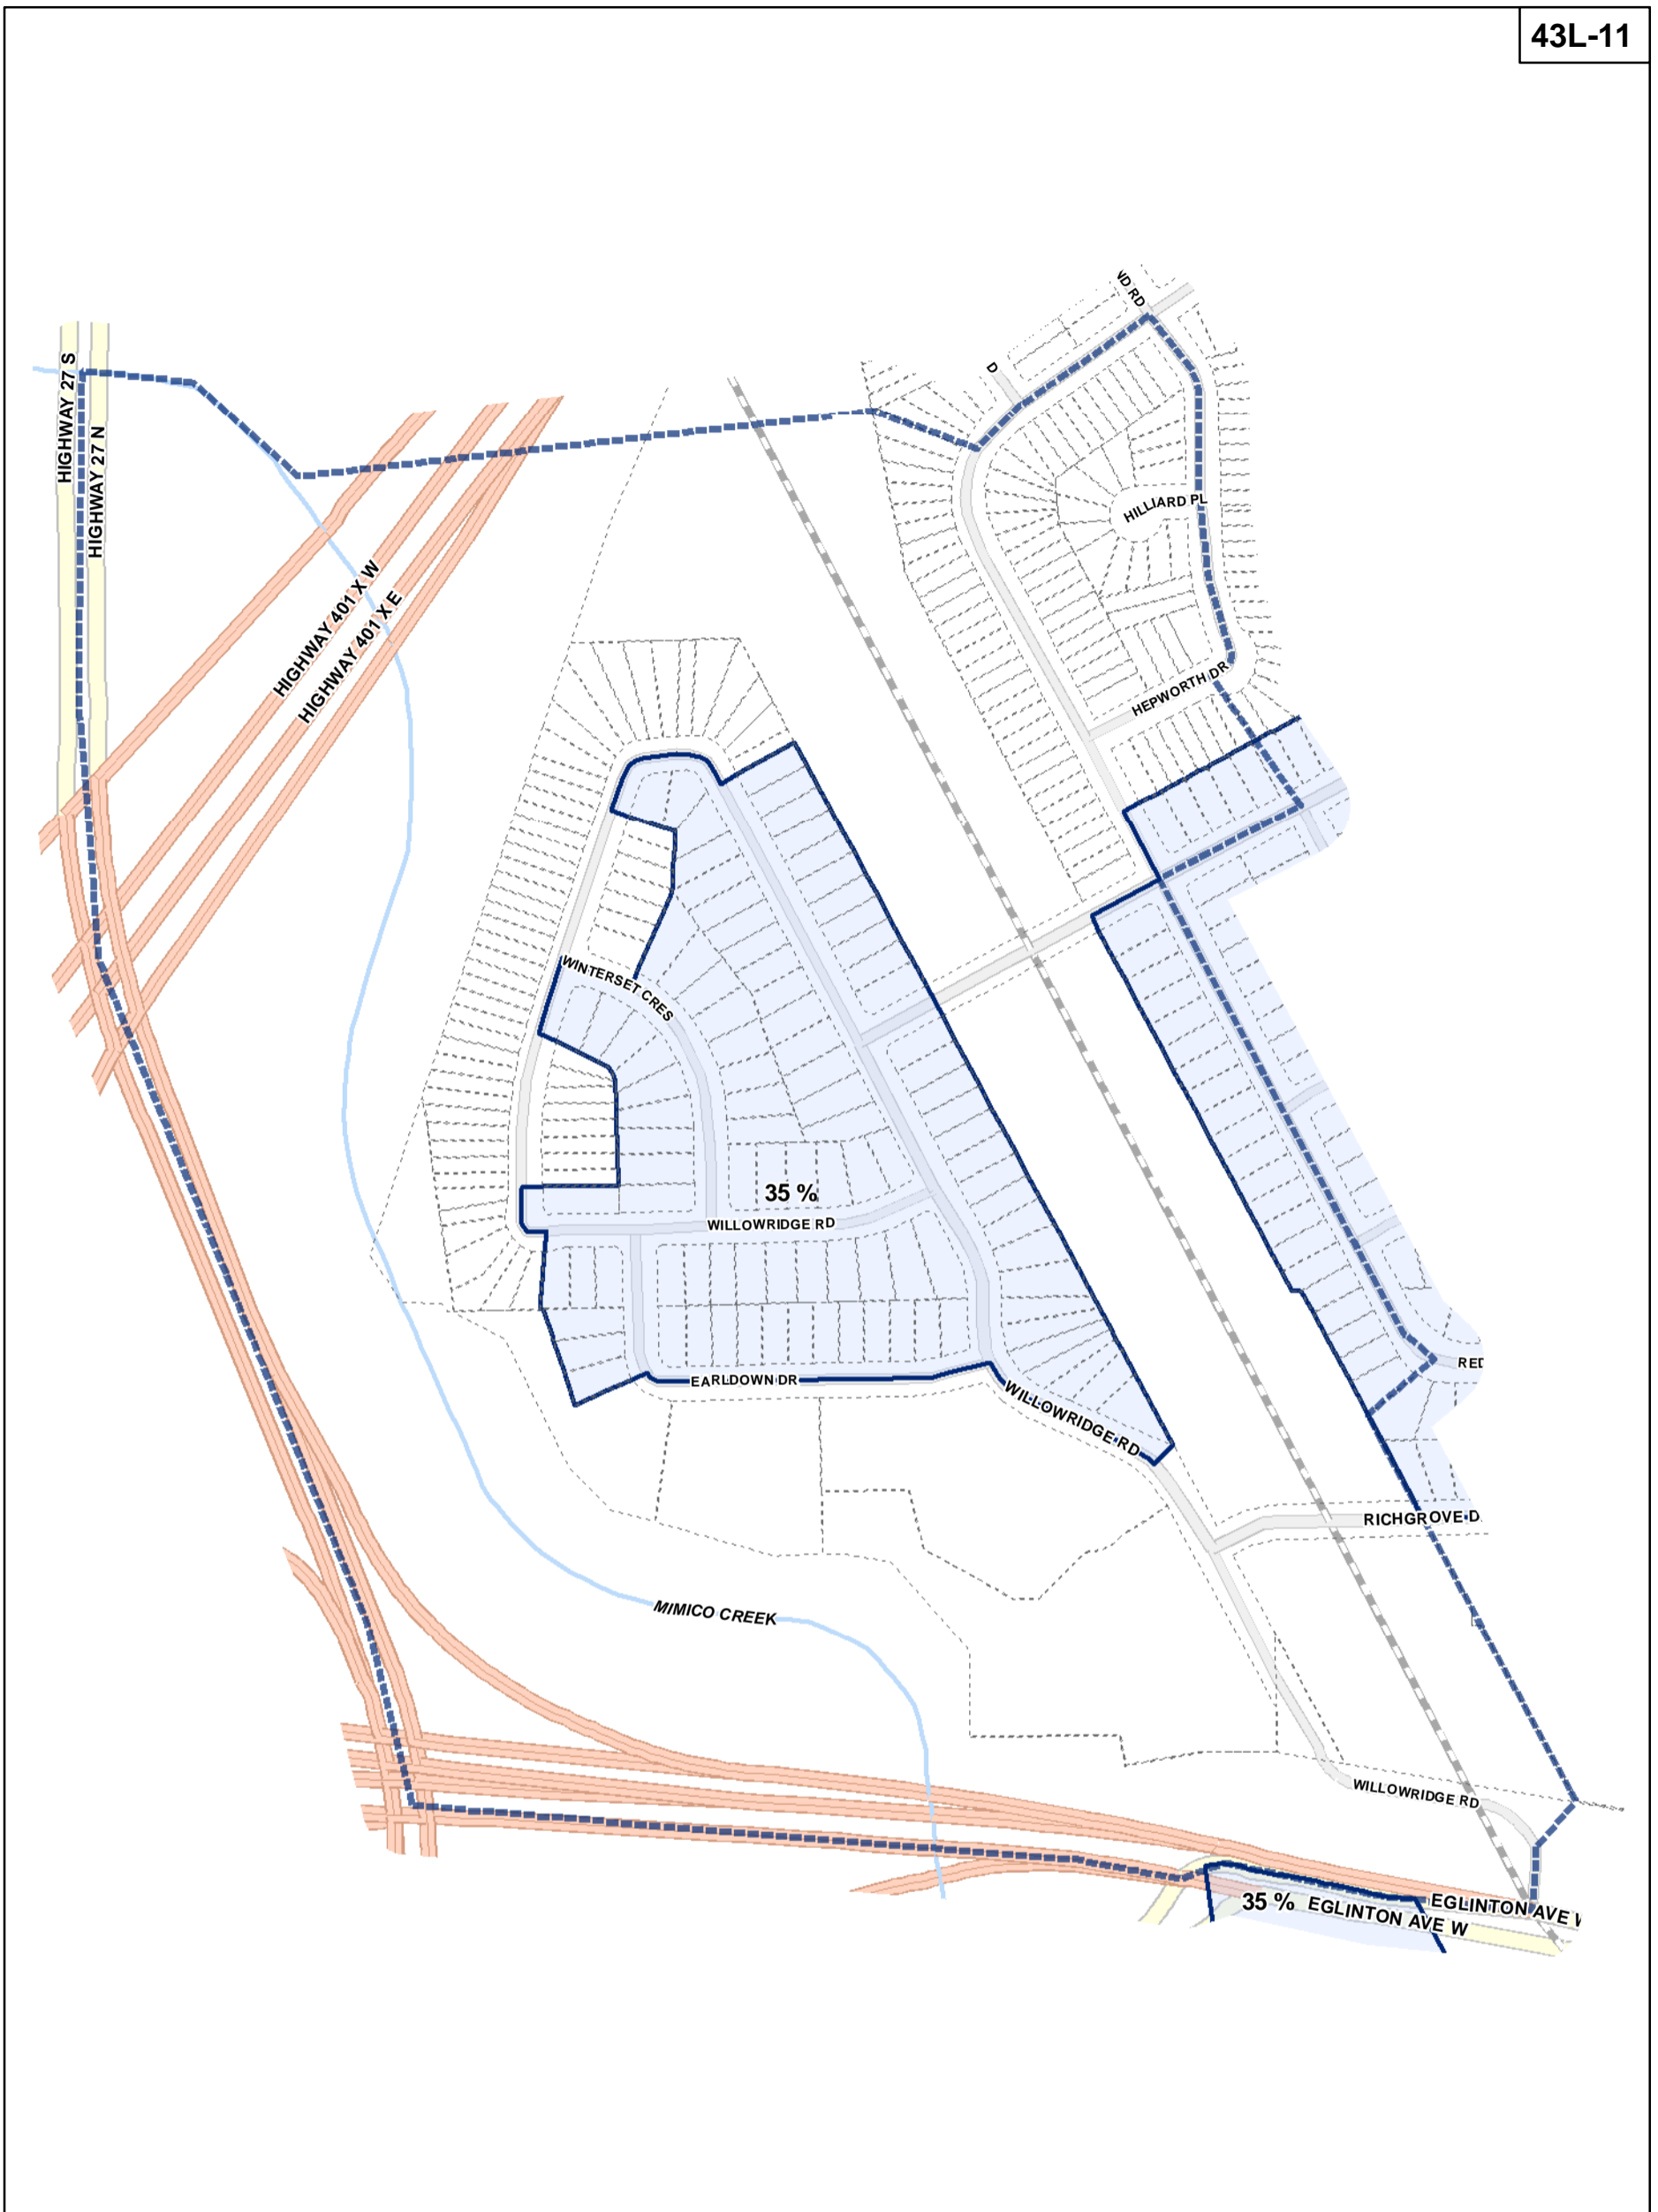 43L-11
ND RD
D
HIGHWAY 27 S
HIGHWAY 27 N
HILLIARD PL
HIGHWAY 401 X W
HIGHWAY 401 X E
HEPWORTH DR
WINTERSET CRES
35 %
WILLOWRIDGE RD
RED
EARLDOWN DR
WILLOWRIDGE RD
RICHGROVE D
MIMICO CREEK
WILLOWRIDGE RD
35 %
EGLINTON AVE W
EGLINTON AVE W